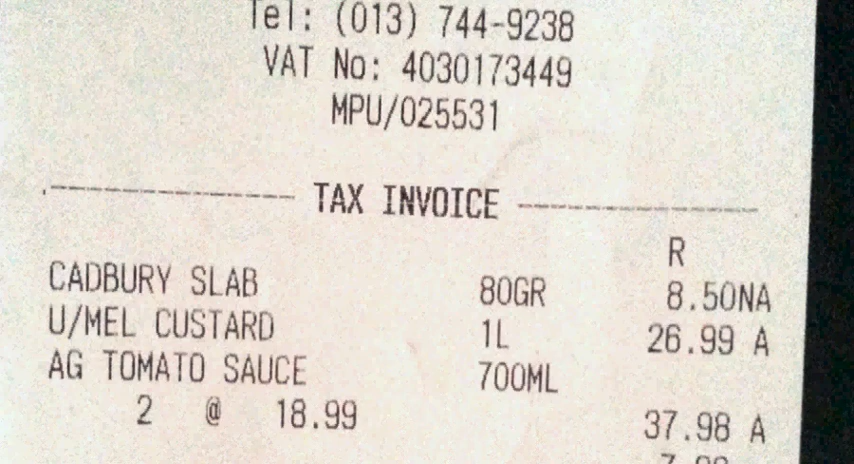 Tel: (013) 744-9238
VAT No: 4030173449
MPU/025531
TAX INVOICE
R
CADBURY SLAB 80GR 8.50NA
U/MEL CUSTARD 1L 26.99 A
AG TOMATO SAUCE 700ML
2 @ 18.99 37.98 A